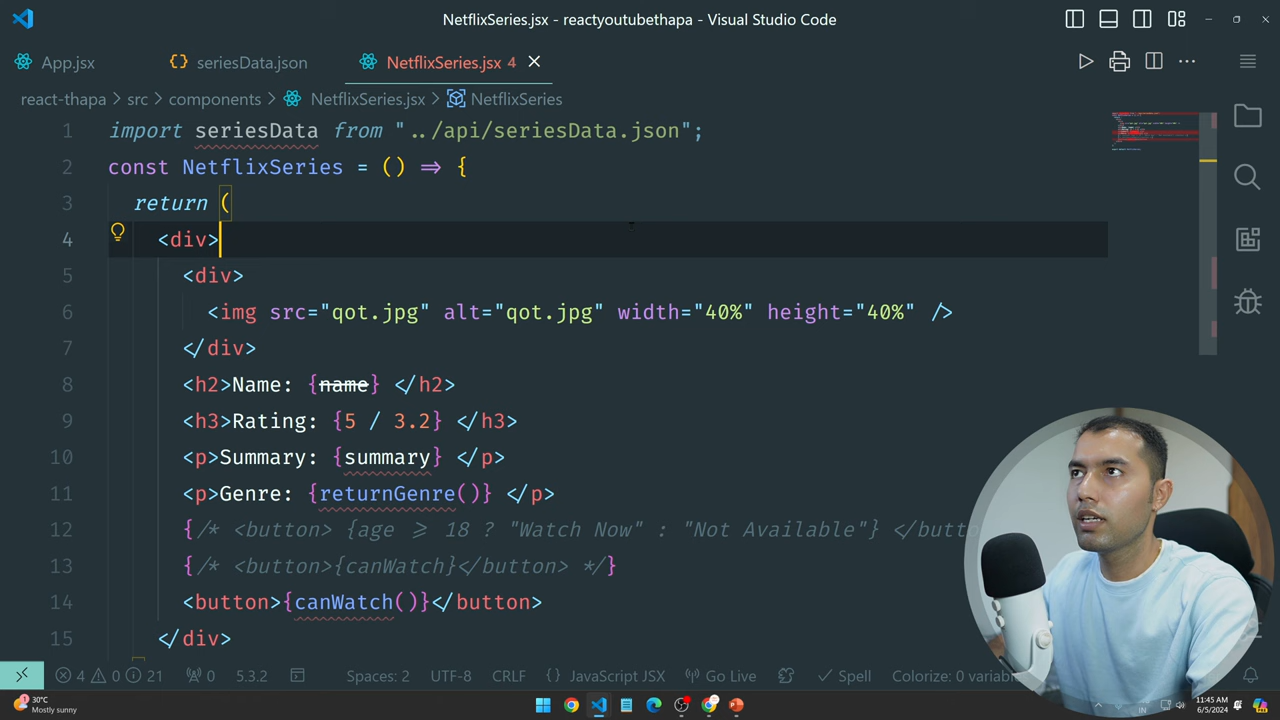 NetflixSeries.jsx - reactyoutubethapa - Visual Studio Code
App.jsx
seriesData.json
NetflixSeries.jsx 4
react-thapa > src > components > NetflixSeries.jsx > NetflixSeries
1 import seriesData from "../api/seriesData.json";
2 const NetflixSeries = () => {
3 return (
4 <div>
5 <div>
6 <img src="qot.jpg" alt="qot.jpg" width="40%" height="40%" />
7 </div>
8 <h2>Name: {name} </h2>
9 <h3>Rating: {5 / 3.2} </h3>
10 <p>Summary: {summary} </p>
11 <p>Genre: {returnGenre()} </p>
12 {/* <button> {age >= 18 ? "Watch Now" : "Not Available"} </butto
13 {/* <button>{canWatch}</button> */}
14 <button>{canWatch()}</button>
15 </div>
4 0 21 0 5.3.2 Spaces: 2 UTF-8 CRLF {} JavaScript JSX Go Live Spell Colorize: 0 variab
30°C
Mostly sunny
IN
11:45 AM
6/5/2024